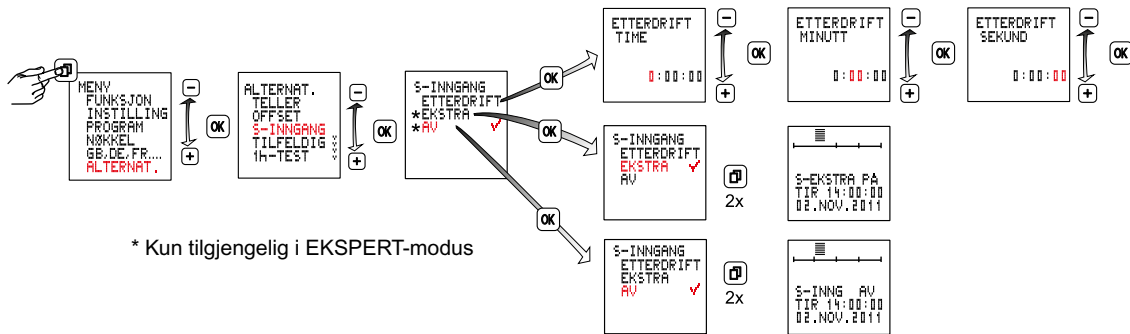 MENY
FUNKSJON
INSTILLING
PROGRAM
NØKKEL
GB,DE,FR....
ALTERNAT.
−
OK
+
ALTERNAT.
TELLER
OFFSET
S-INNGANG
TILFELDIG
1h-TEST
−
OK
+
S-INNGANG
ETTERDRIFT
*EKSTRA
*AV ✓
OK
OK
OK
ETTERDRIFT
TIME
0:00:00
−
OK
+
ETTERDRIFT
MINUTT
0:00:00
−
OK
+
ETTERDRIFT
SEKUND
0:00:00
−
OK
+
S-INNGANG
ETTERDRIFT
EKSTRA ✓
AV
2x
S-EKSTRA PÅ
TIR 14:00:00
02.NOV.2011
* Kun tilgjengelig i EKSPERT-modus
S-INNGANG
ETTERDRIFT
EKSTRA
AV ✓
2x
S-INNG AV
TIR 14:00:00
02.NOV.2011